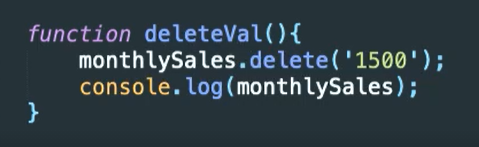 function deleteVal(){
    monthlySales.delete('1500');
    console.log(monthlySales);
}